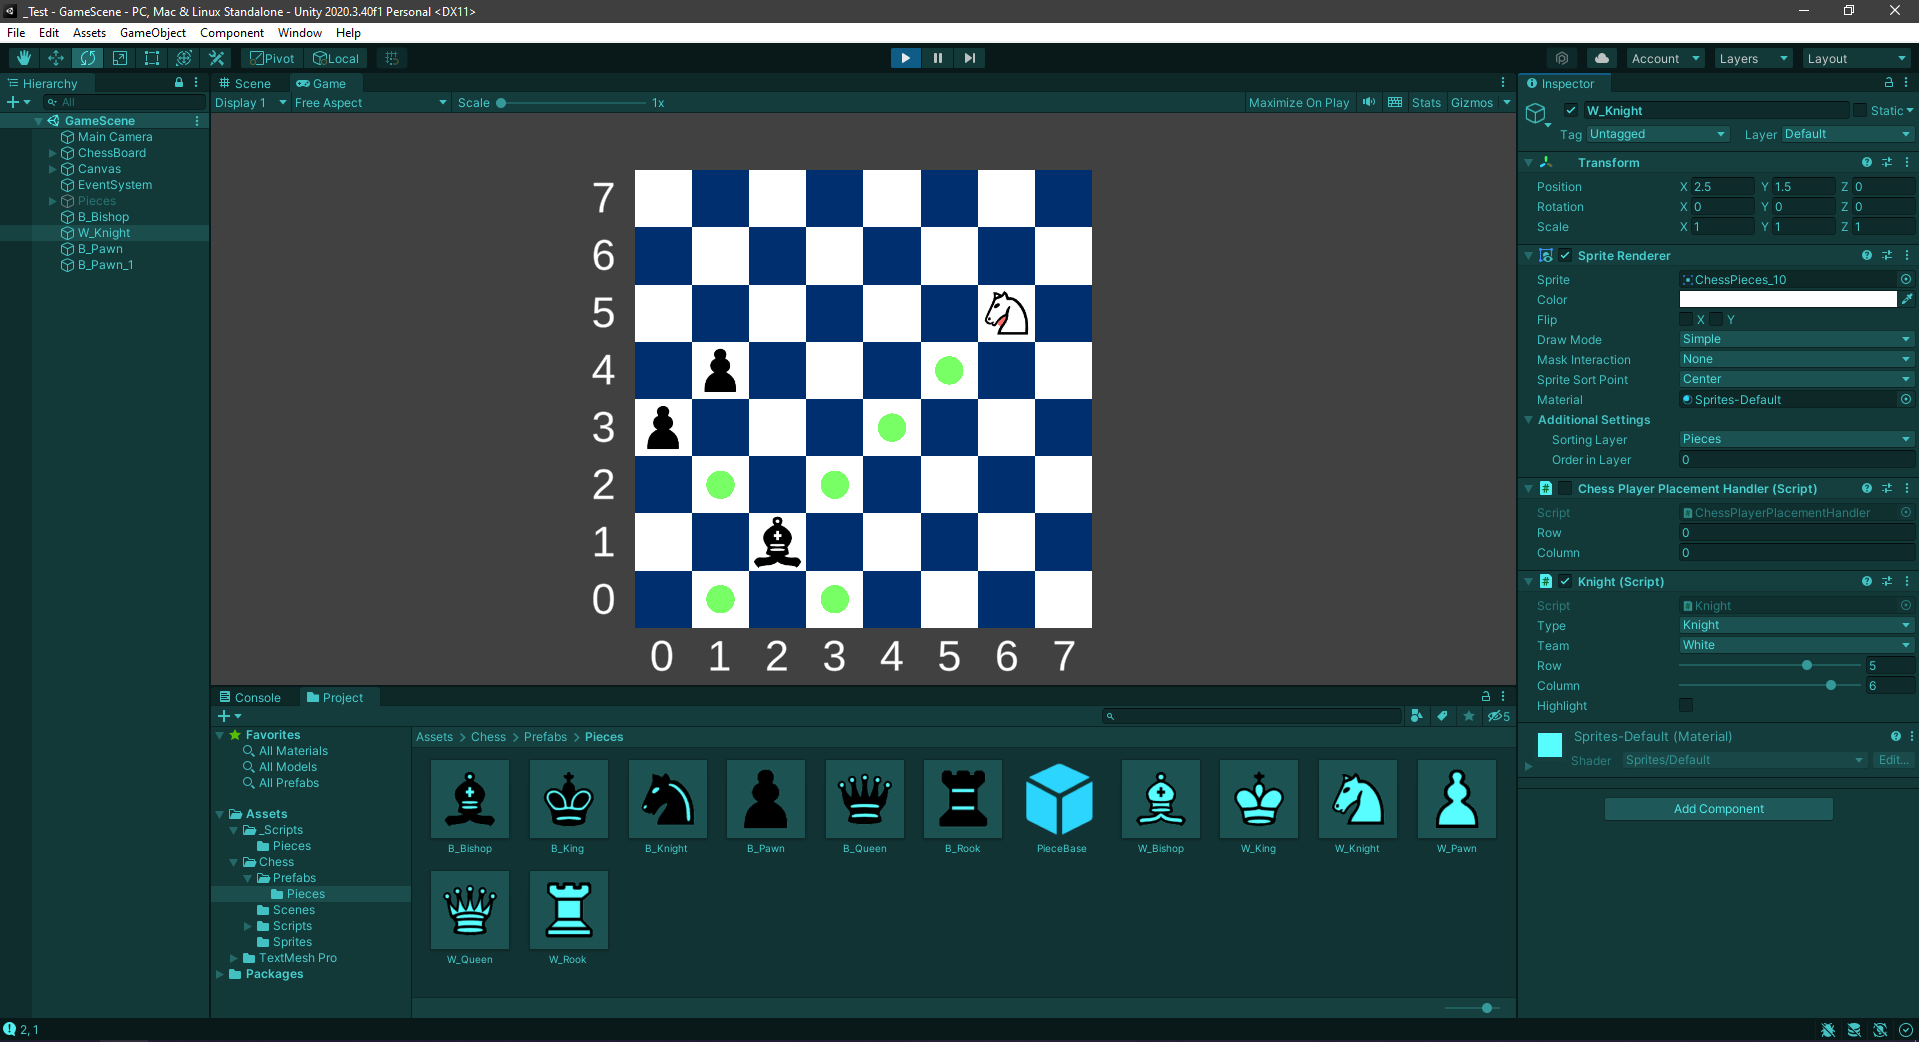 _Test - GameScene - PC, Mac & Linux Standalone - Unity 2020.3.40f1 Personal <DX11>
File Edit Assets GameObject Component Window Help
Pivot Local Account Layers Layout
Hierarchy
All
GameScene
Main Camera
ChessBoard
Canvas
EventSystem
Pieces
B_Bishop
W_Knight
B_Pawn
B_Pawn_1
Scene Game
Display 1 Free Aspect Scale 1x Maximize On Play Stats Gizmos
7
6
5
4
3
2
1
0
0 1 2 3 4 5 6 7
Console Project
5
Favorites
All Materials
All Models
All Prefabs
Assets
_Scripts
Pieces
Chess
Prefabs
Pieces
Scenes
Scripts
Sprites
TextMesh Pro
Packages
Assets > Chess > Prefabs > Pieces
B_Bishop B_King B_Knight B_Pawn B_Queen B_Rook PieceBase W_Bishop W_King W_Knight W_Pawn
W_Queen W_Rook
Inspector
W_Knight Static
Tag Untagged Layer Default
Transform
Position X 2.5 Y 1.5 Z 0
Rotation X 0 Y 0 Z 0
Scale X 1 Y 1 Z 1
Sprite Renderer
Sprite ChessPieces_10
Color
Flip X Y
Draw Mode Simple
Mask Interaction None
Sprite Sort Point Center
Material Sprites-Default
Additional Settings
Sorting Layer Pieces
Order in Layer 0
# Chess Player Placement Handler (Script)
Script ChessPlayerPlacementHandler
Row 0
Column 0
# Knight (Script)
Script Knight
Type Knight
Team White
Row 5
Column 6
Highlight
Sprites-Default (Material)
Shader Sprites/Default Edit...
Add Component
2, 1